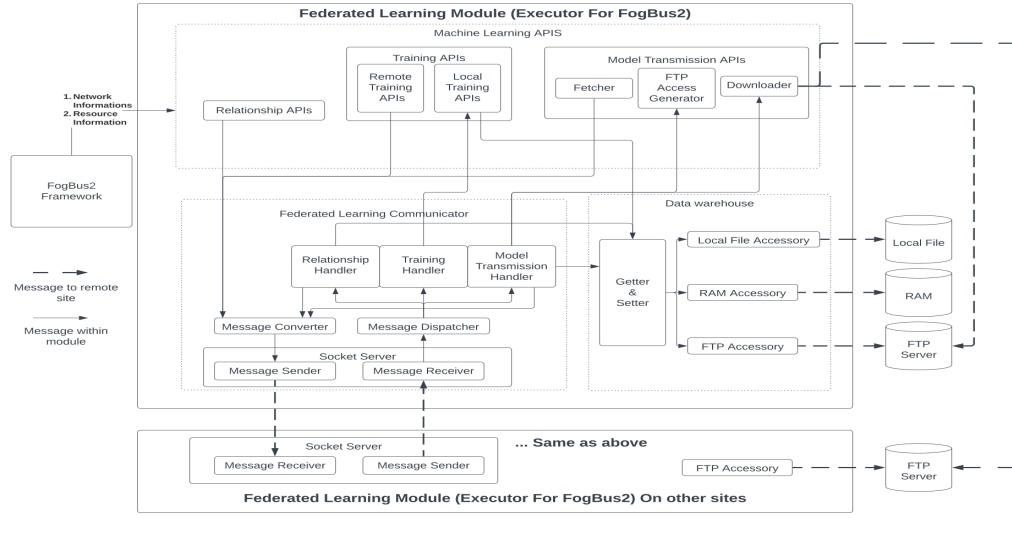 Federated Learning Module (Executor For FogBus2)
Machine Learning APIS
Training APIs
Remote
Training
APIs
Local
Training
APIs
Model Transmission APIs
Fetcher
FTP
Access
Generator
Downloader
Relationship APIs
1. Network
Informations
2. Resource
Information
FogBus2
Framework
Message to remote
site
Message within
module
Federated Learning Communicator
Relationship
Handler
Training
Handler
Model
Transmission
Handler
Message Converter
Message Dispatcher
Socket Server
Message Sender
Message Receiver
Data warehouse
Getter
&
Setter
Local File Accessory
RAM Accessory
FTP Accessory
Local File
RAM
FTP
Server
Socket Server
Message Receiver
Message Sender
... Same as above
FTP Accessory
FTP
Server
Federated Learning Module (Executor For FogBus2) On other sites